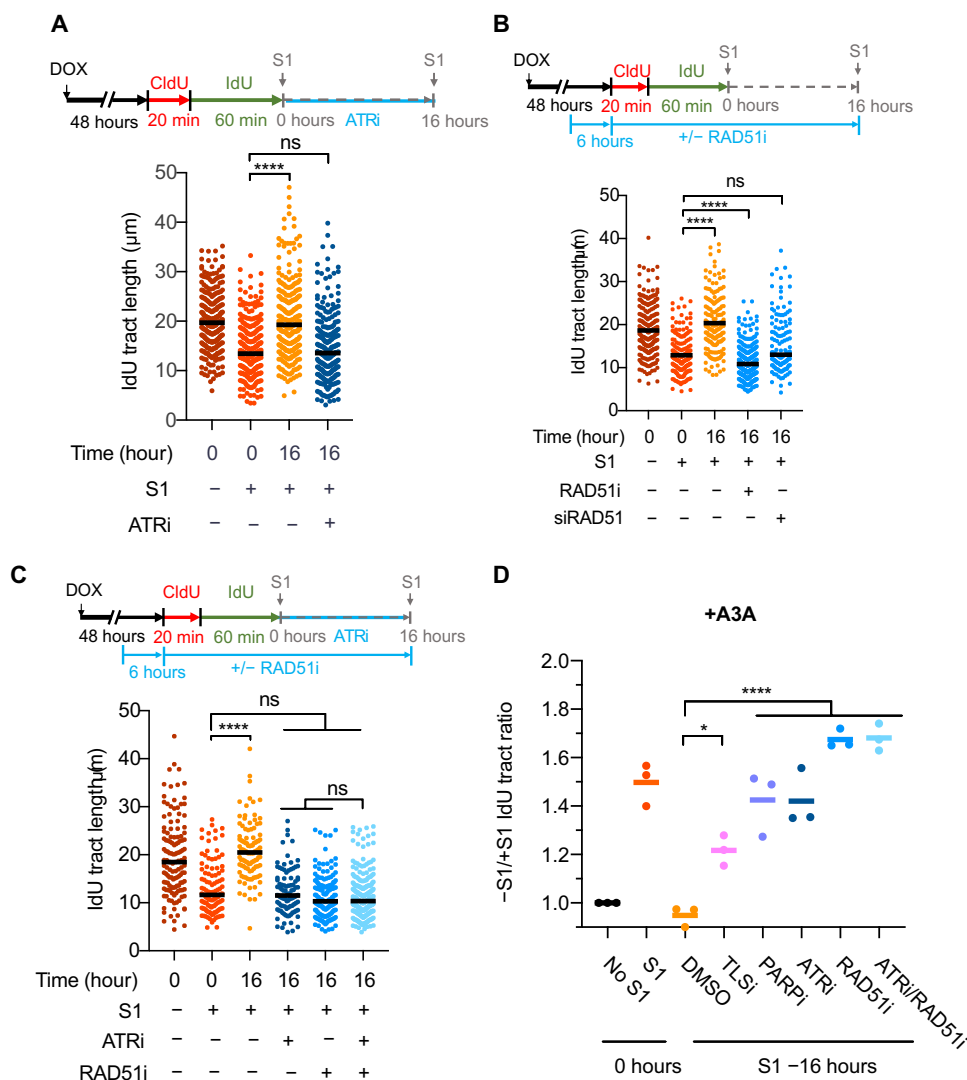 A
DOX
CldU
IdU
S1
S1
48 hours
20 min
60 min
0 hours
ATRi
16 hours
ns
****
IdU tract length (μm)
50
40
30
20
10
0
Time (hour) 0 0 16 16
S1 − + + +
ATRi − − − +
B
DOX
CldU
IdU
S1
S1
48 hours
20 min
60 min
0 hours
16 hours
6 hours
+/− RAD51i
ns
****
****
IdU tract length(μm)
50
40
30
20
10
0
Time (hour) 0 0 16 16 16
S1 − + + + +
RAD51i − − − + −
siRAD51 − − − − +
C
DOX
CldU
IdU
S1
S1
48 hours
20 min
60 min
0 hours
ATRi
16 hours
6 hours
+/− RAD51i
ns
****
ns
IdU tract length(μm)
50
40
30
20
10
0
Time (hour) 0 0 16 16 16 16
S1 − + + + + +
ATRi − − − + − +
RAD51i − − − − + +
D
+A3A
****
*
−S1/+S1 IdU tract ratio
2.0
1.8
1.6
1.4
1.2
1.0
No S1
S1
DMSO
TLSi
PARPi
ATRi
RAD51i
ATRi/RAD51i
0 hours
S1 −16 hours